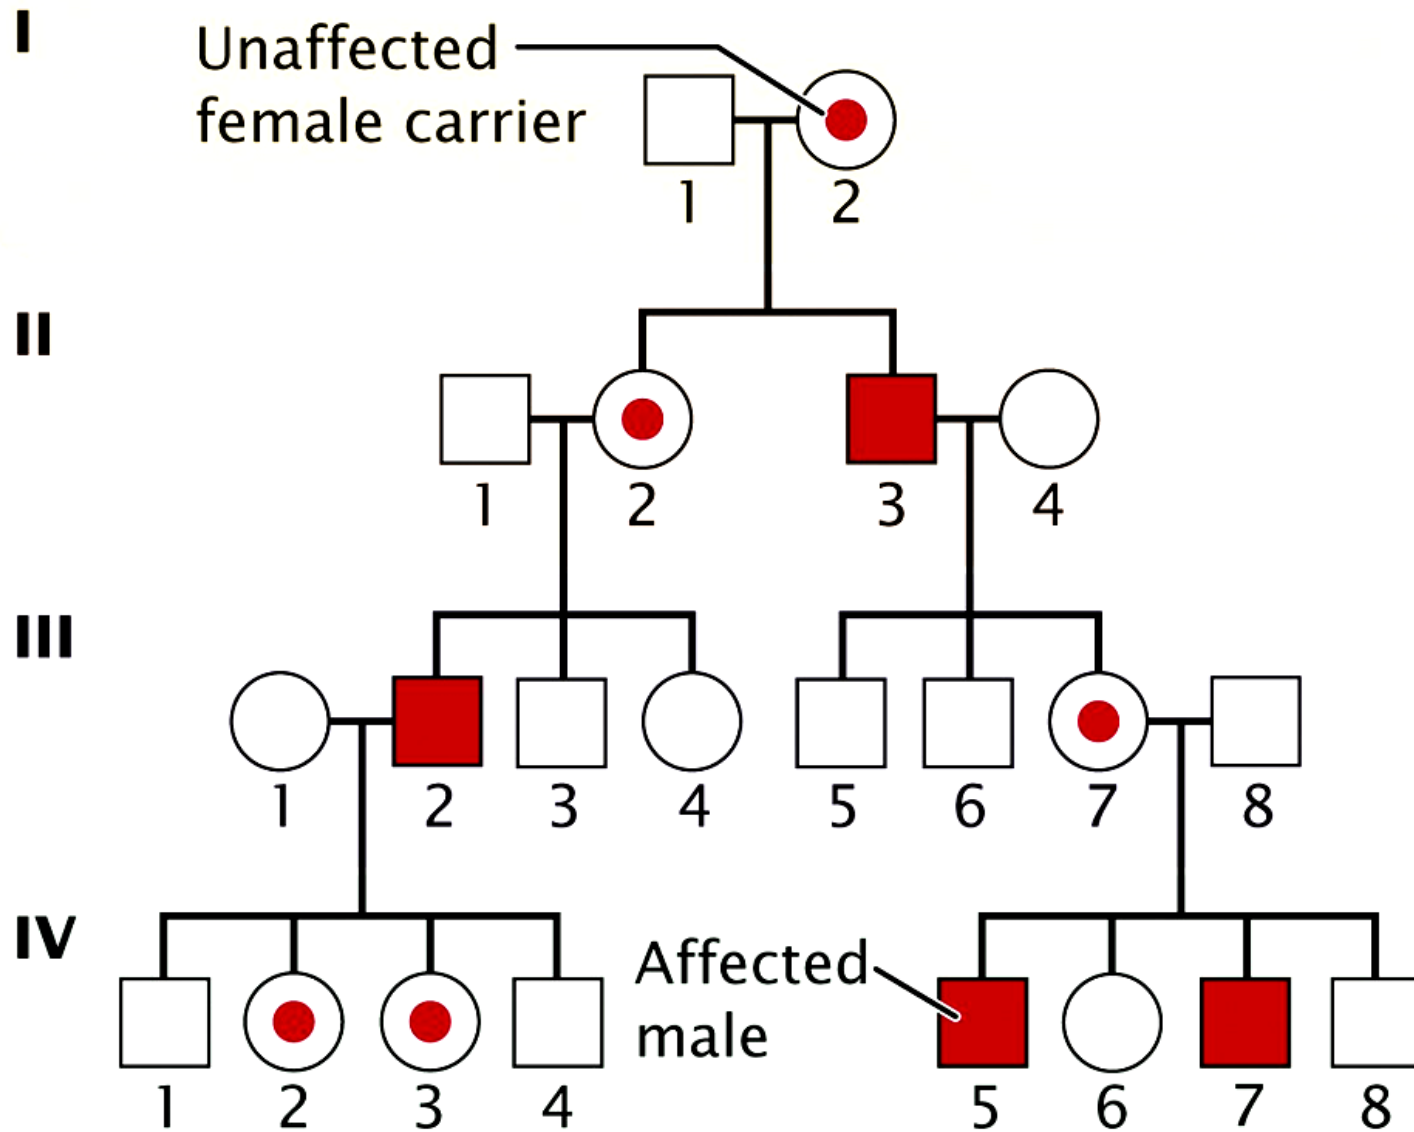 I
Unaffected
female carrier
1 2
II
1 2 3 4
III
1 2 3 4 5 6 7 8
IV
Affected
male
1 2 3 4 5 6 7 8